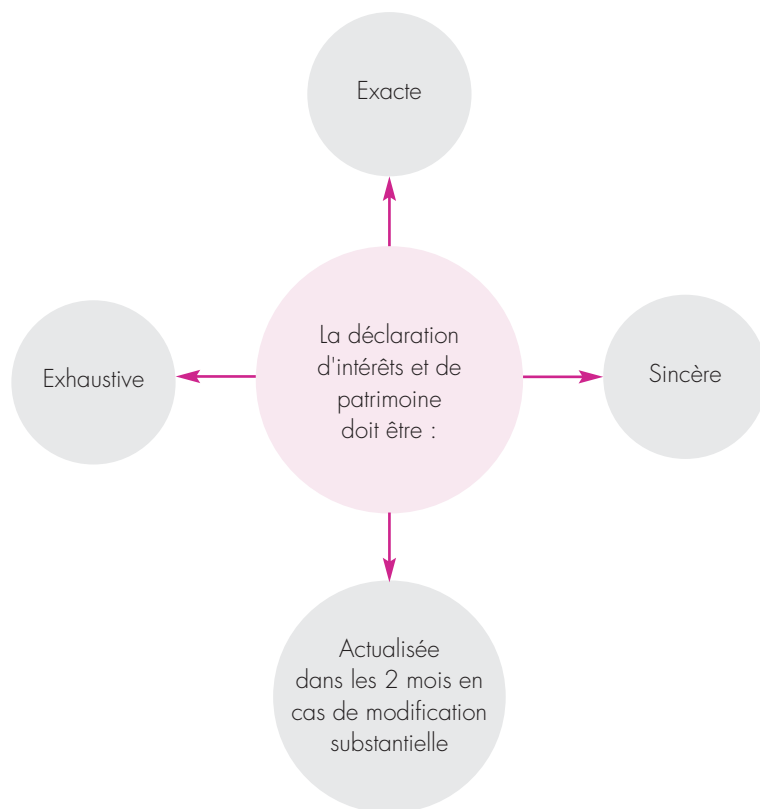 Exacte
La déclaration
d'intérêts et de
patrimoine
doit être :
Exhaustive
Sincère
Actualisée
dans les 2 mois en
cas de modification
substantielle